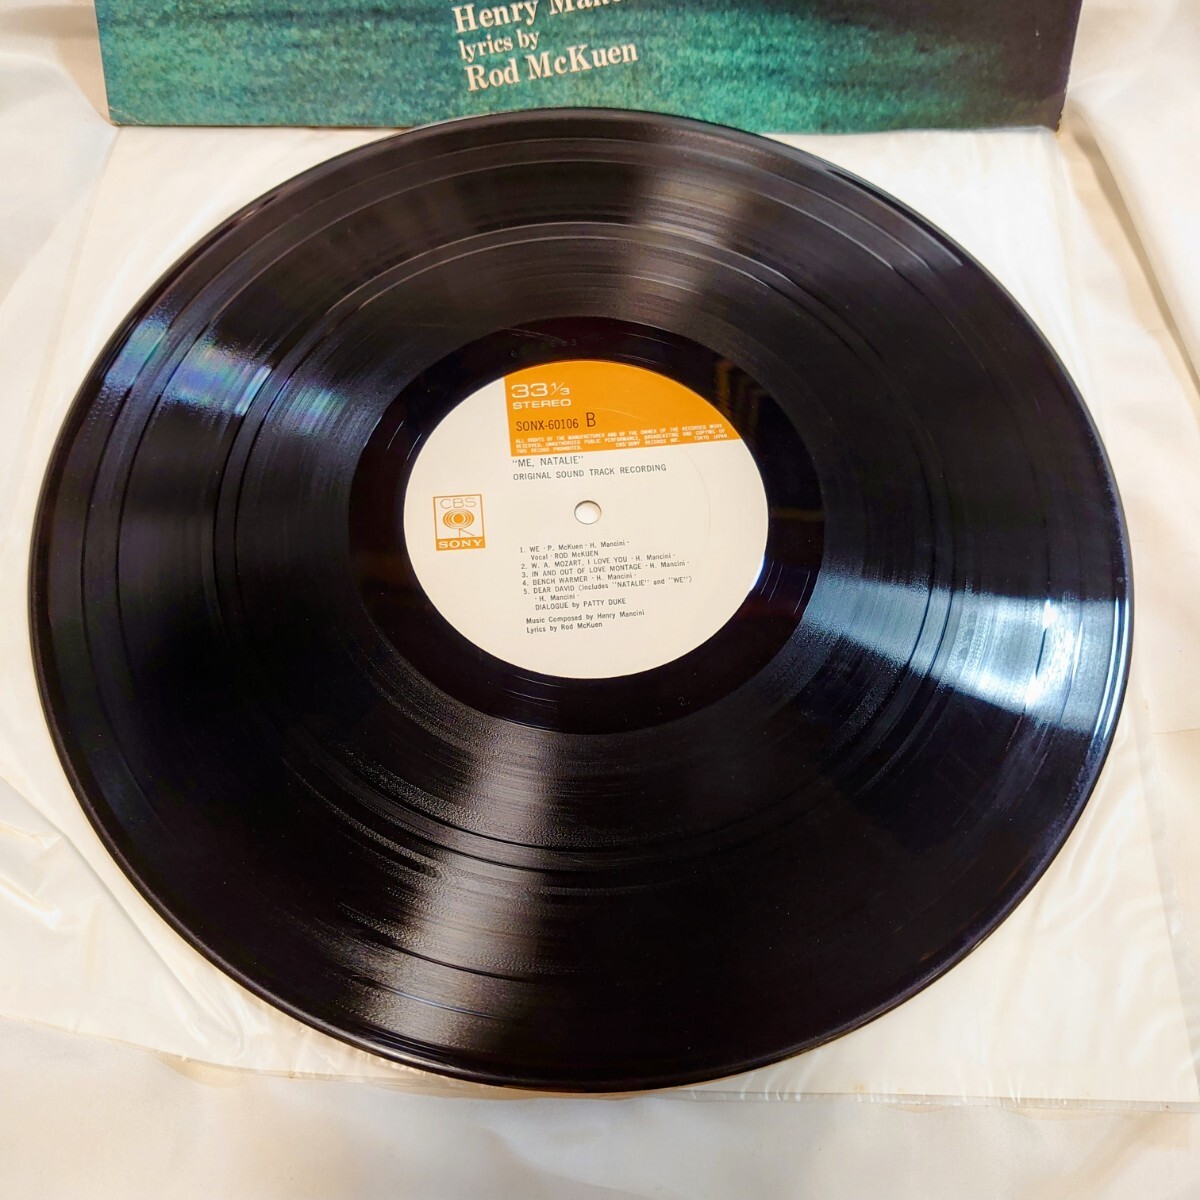 Henry Manc
lyrics by
Rod McKuen
33 1/3
STEREO
SONX-60106 B
ALL RIGHTS OF THE MANUFACTURER AND OF THE OWNER OF THE RECORDED WORK
RESERVED. UNAUTHORISED PUBLIC PERFORMANCE, BROADCASTING AND COPYING OF
THIS RECORD PROHIBITED. CBS/SONY RECORDS INC. TOKYO JAPAN
"ME, NATALIE"
ORIGINAL SOUND TRACK RECORDING
CBS
SONY
1. WE · P. McKuen · H. Mancini ·
Vocal · ROD McKUEN
2. W. A. MOZART, I LOVE YOU · H. Mancini ·
3. IN AND OUT OF LOVE MONTAGE · H. Mancini ·
4. BENCH WARMER · H. Mancini ·
5. DEAR DAVID (includes "NATALIE" and "WE")
· H. Mancini ·
DIALOGUE by PATTY DUKE
Music Composed by Henry Mancini
Lyrics by Rod McKuen